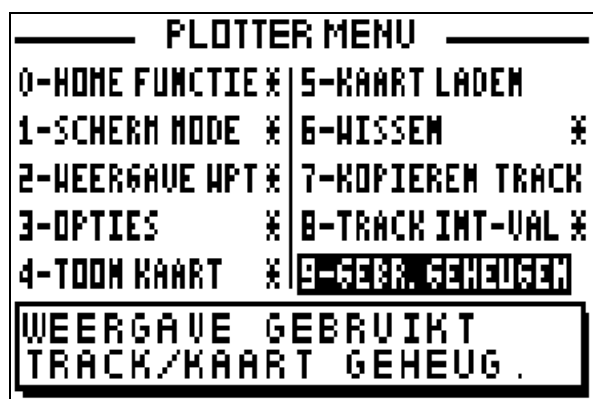 PLOTTER MENU
0-HOME FUNCTIE *
1-SCHERM MODE *
2-WEERGAVE WPT *
3-OPTIES *
4-TOON KAART *
5-KAART LADEN
6-WISSEN *
7-KOPIEREN TRACK
8-TRACK INT-VAL *
9-GEBR. GEHEUGEN
WEERGAVE GEBRUIKT
TRACK/KAART GEHEUG.